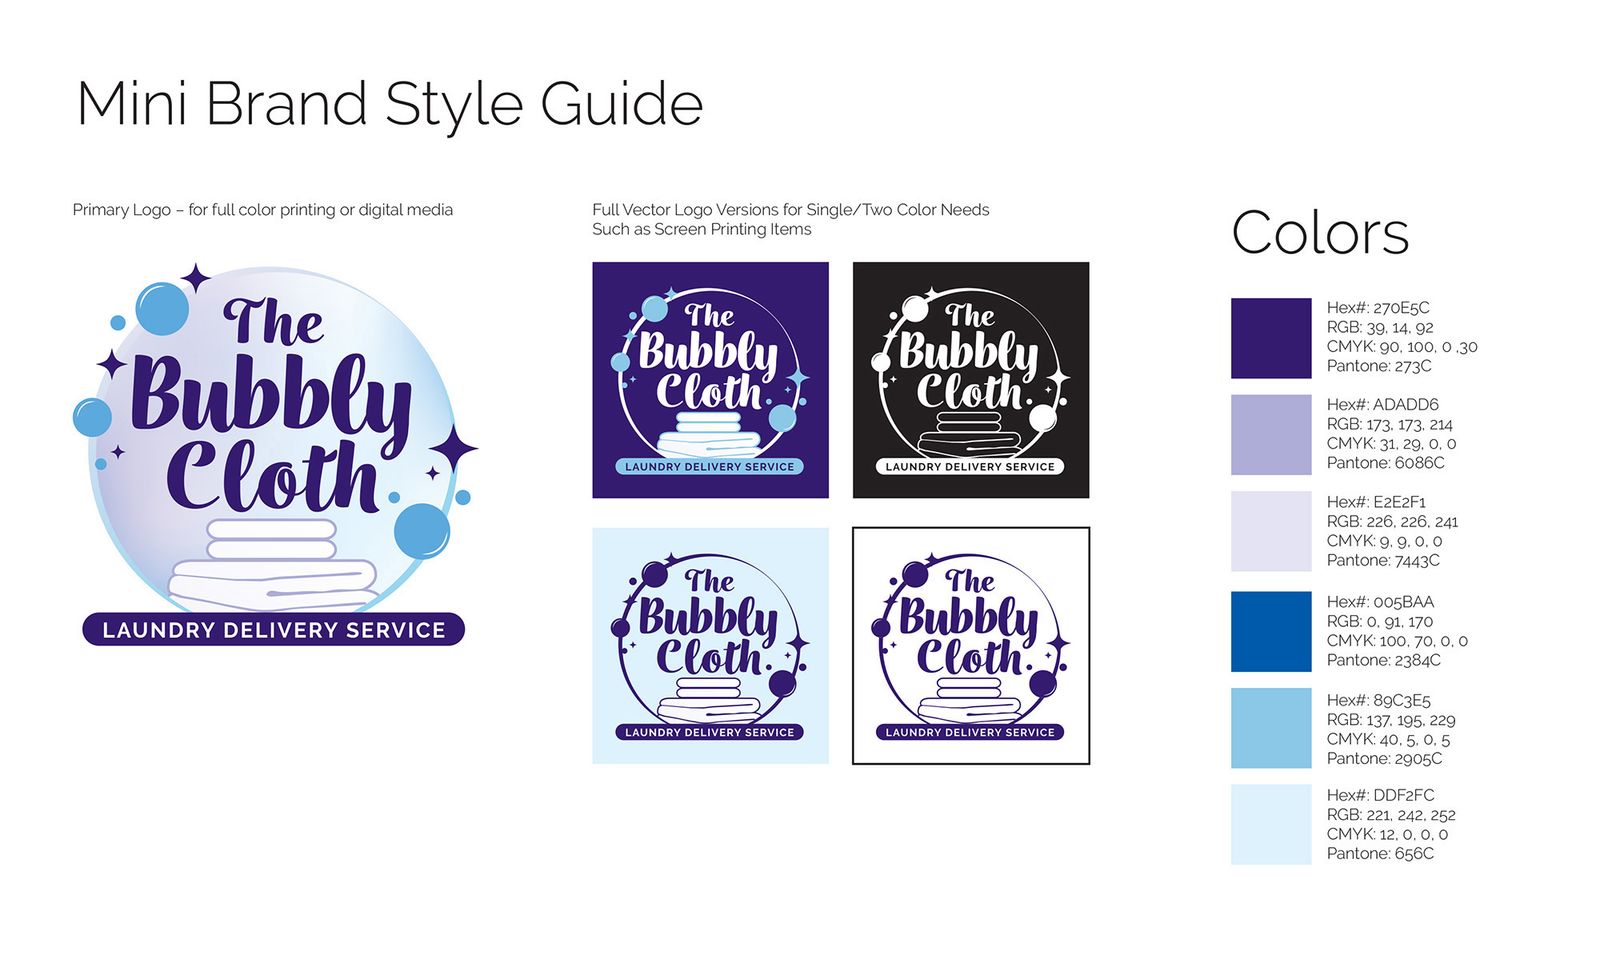 Mini Brand Style Guide
Primary Logo – for full color printing or digital media
The
Bubbly
Cloth
LAUNDRY DELIVERY SERVICE
Full Vector Logo Versions for Single/Two Color Needs
Such as Screen Printing Items
The
Bubbly
Cloth
LAUNDRY DELIVERY SERVICE
The
Bubbly
Cloth
LAUNDRY DELIVERY SERVICE
The
Bubbly
Cloth
LAUNDRY DELIVERY SERVICE
The
Bubbly
Cloth
LAUNDRY DELIVERY SERVICE
Colors
Hex#: 270E5C
RGB: 39, 14, 92
CMYK: 90, 100, 0 ,30
Pantone: 273C
Hex#: ADADD6
RGB: 173, 173, 214
CMYK: 31, 29, 0, 0
Pantone: 6086C
Hex#: E2E2F1
RGB: 226, 226, 241
CMYK: 9, 9, 0, 0
Pantone: 7443C
Hex#: 005BAA
RGB: 0, 91, 170
CMYK: 100, 70, 0, 0
Pantone: 2384C
Hex#: 89C3E5
RGB: 137, 195, 229
CMYK: 40, 5, 0, 5
Pantone: 2905C
Hex#: DDF2FC
RGB: 221, 242, 252
CMYK: 12, 0, 0, 0
Pantone: 656C